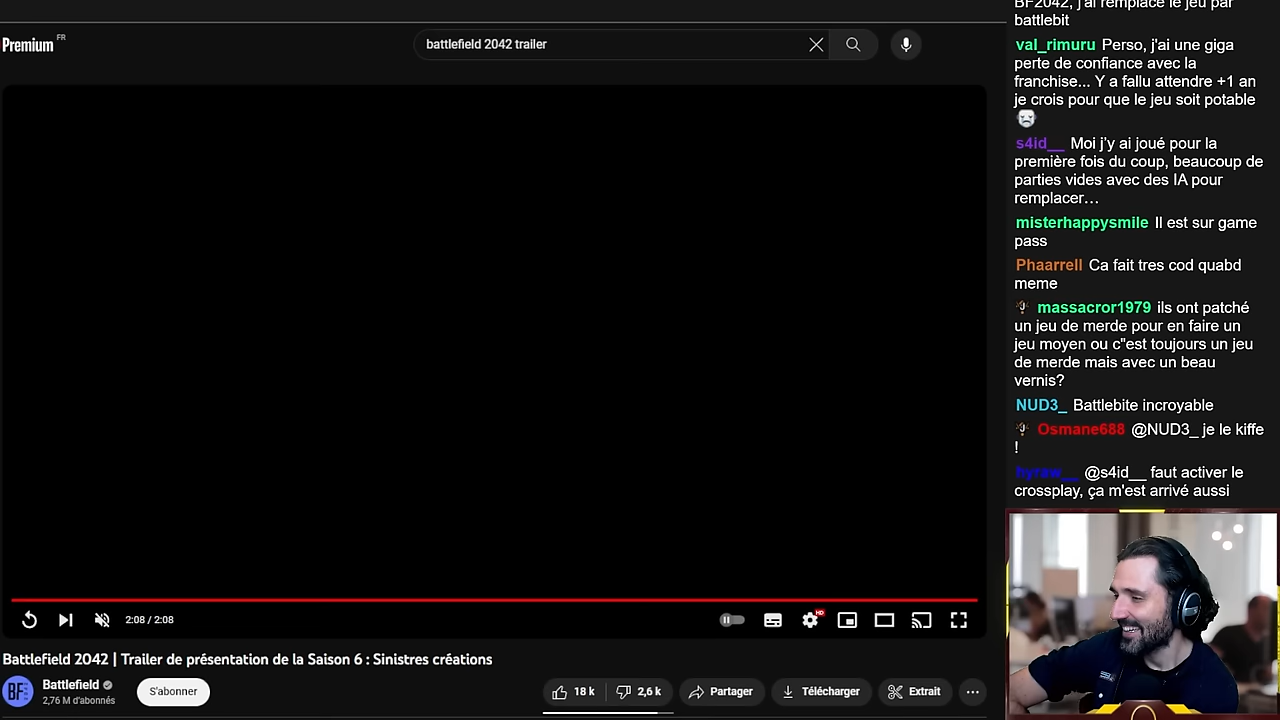 Premium FR
battlefield 2042 trailer
2:08 / 2:08
HD
Battlefield 2042 | Trailer de présentation de la Saison 6 : Sinistres créations
BF
Battlefield
2,76 M d'abonnés
S'abonner
18 k
2,6 k
Partager
Télécharger
Extrait
BF2042, j'ai remplacé le jeu par
battlebit
val_rimuru Perso, j'ai une giga
perte de confiance avec la
franchise... Y a fallu attendre +1 an
je crois pour que le jeu soit potable
s4id__ Moi j'y ai joué pour la
première fois du coup, beaucoup de
parties vides avec des IA pour
remplacer…
misterhappysmile Il est sur game
pass
Phaarrell Ca fait tres cod quabd
meme
massacror1979 ils ont patché
un jeu de merde pour en faire un
jeu moyen ou c"est toujours un jeu
de merde mais avec un beau
vernis?
NUD3_ Battlebite incroyable
Osmane688 @NUD3_ je le kiffe
!
@s4id__ faut activer le
crossplay, ça m'est arrivé aussi